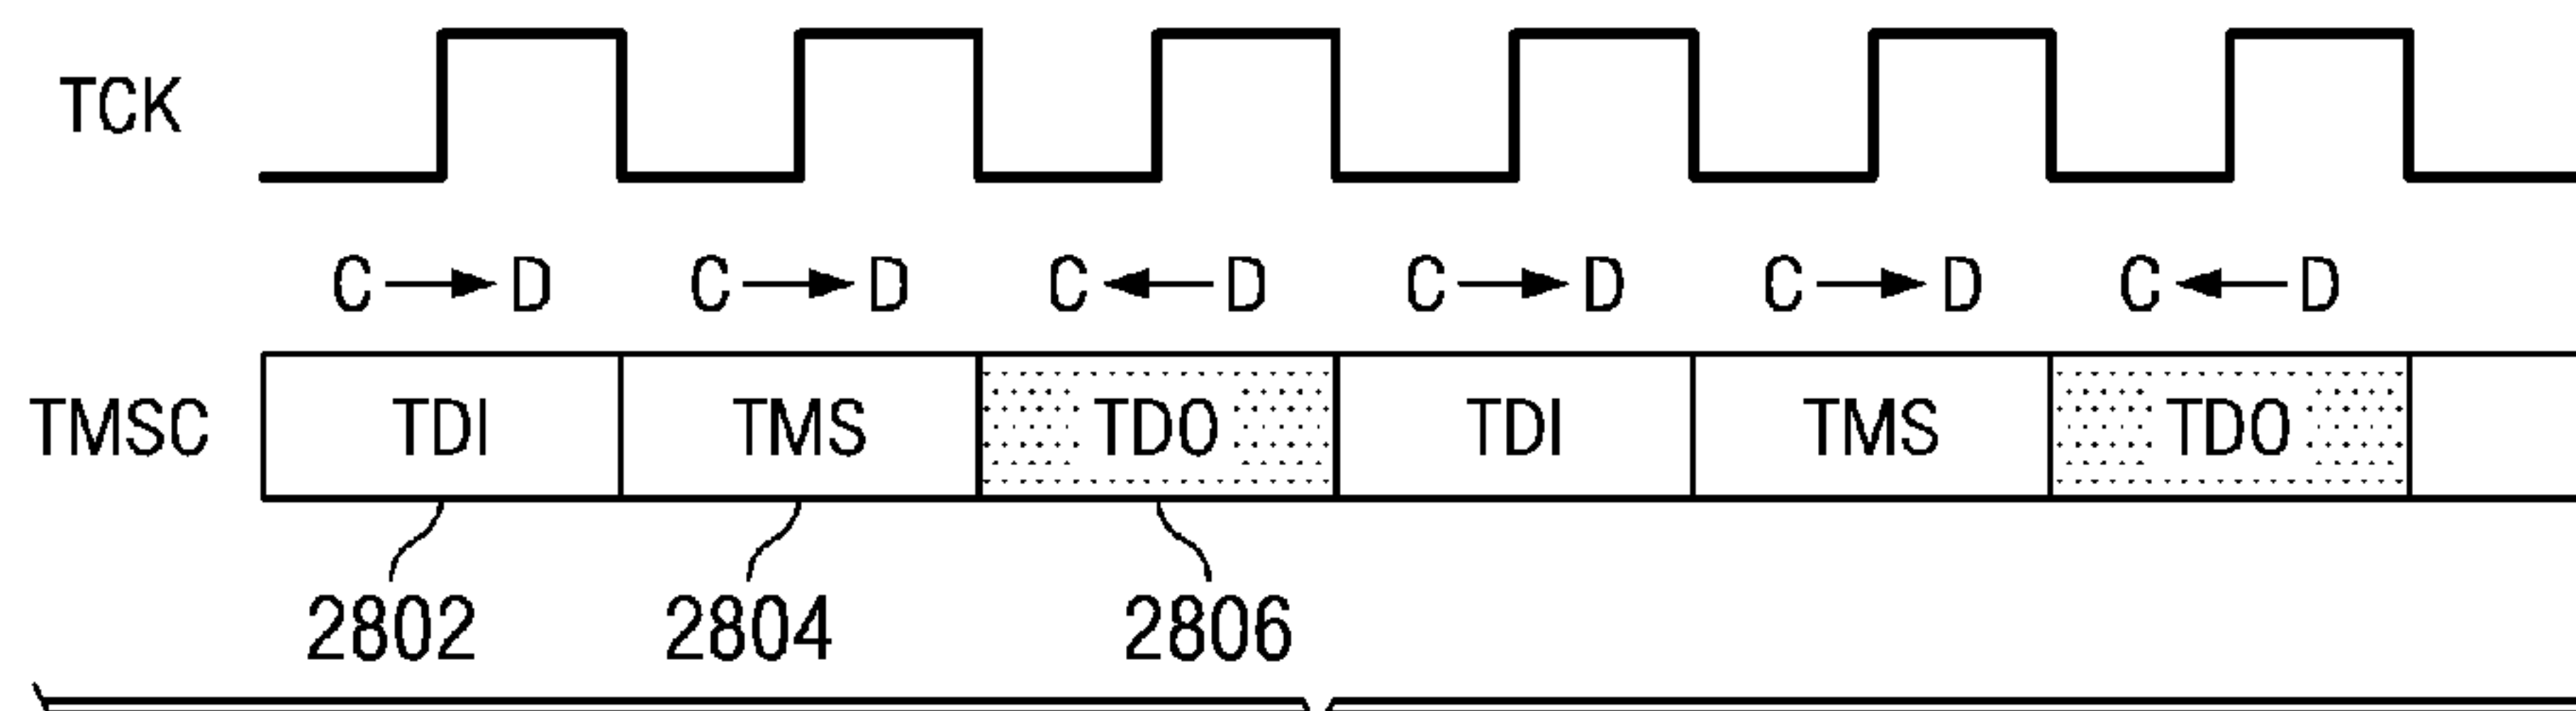 TCK
C D C D C D C D C D C D
TMSC TDI TMS TDO TDI TMS TDO
2802 2804 2806